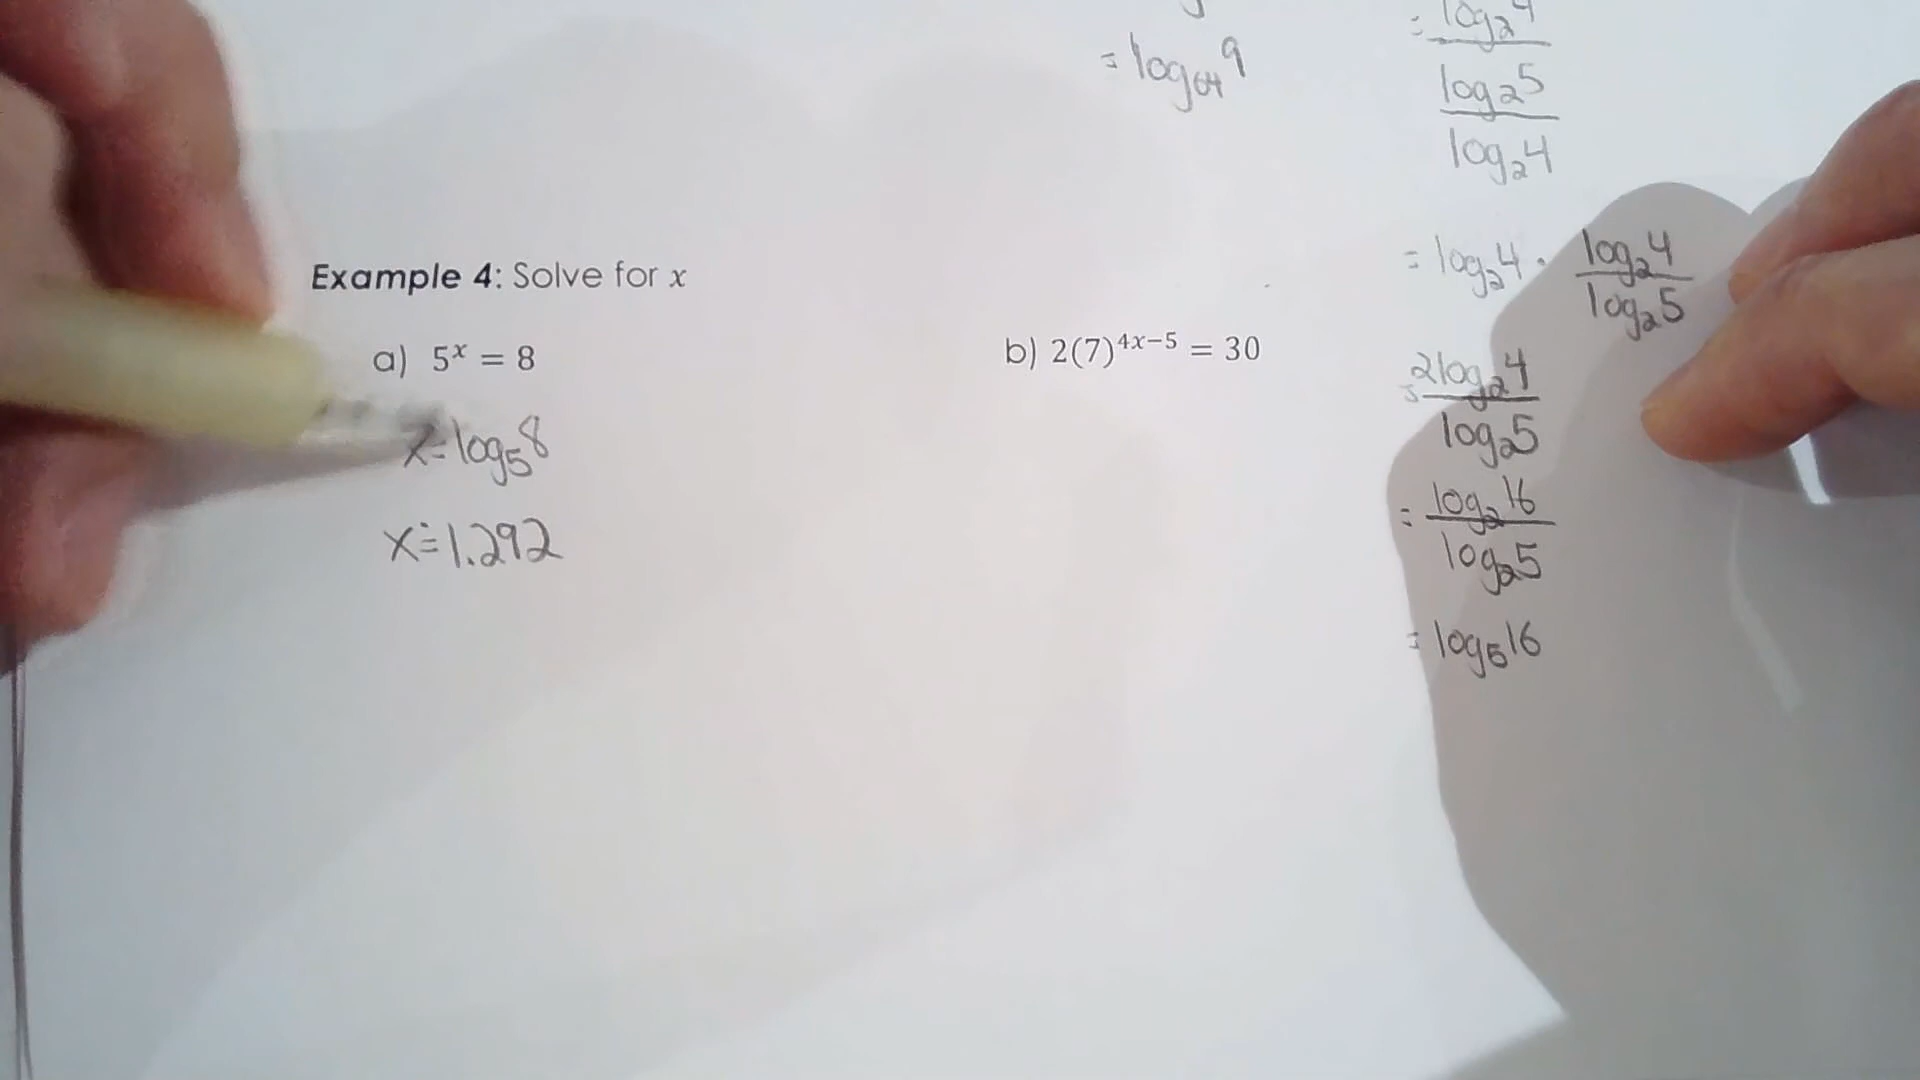 = log₆₄9
= log₂4
log₂5
log₂4
= log₂4 · log₂4
log₂5
Example 4: Solve for x
a) 5ˣ = 8
x = log₅8
x ≐ 1.292
b) 2(7)⁴ˣ⁻⁵ = 30
= 2log₂4
log₂5
= log₂16
log₂5
= log₅16